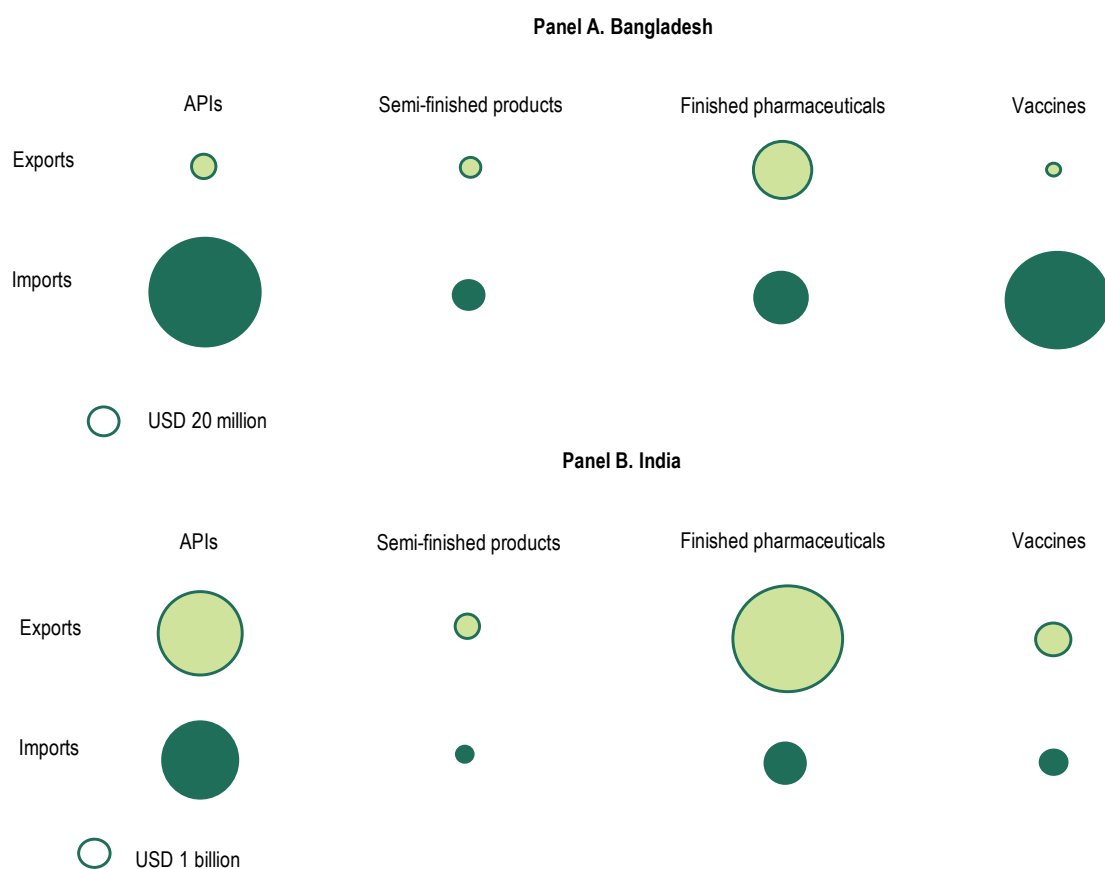 Panel A. Bangladesh
APIs
Semi-finished products
Finished pharmaceuticals
Vaccines
Exports
Imports
USD 20 million
Panel B. India
APIs
Semi-finished products
Finished pharmaceuticals
Vaccines
Exports
Imports
USD 1 billion